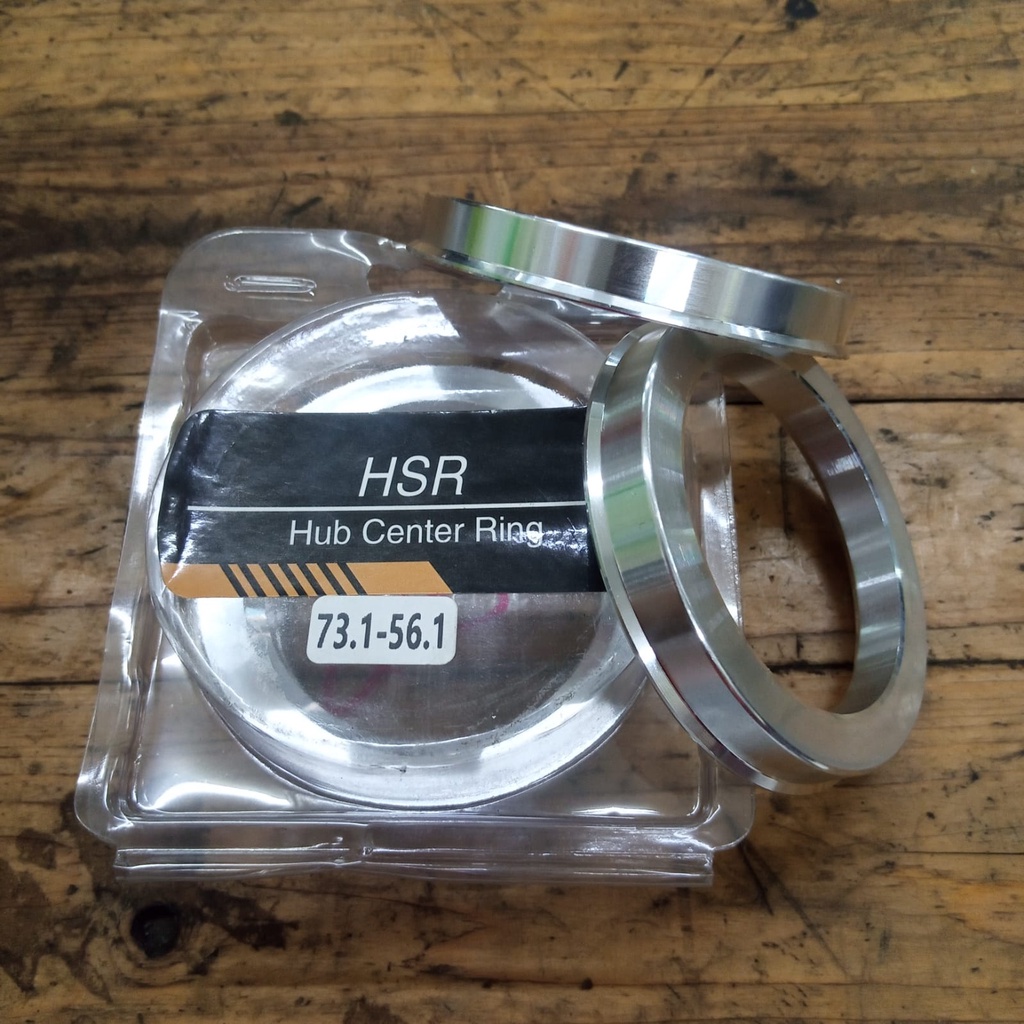 HSR
Hub Center Ring
73.1-56.1